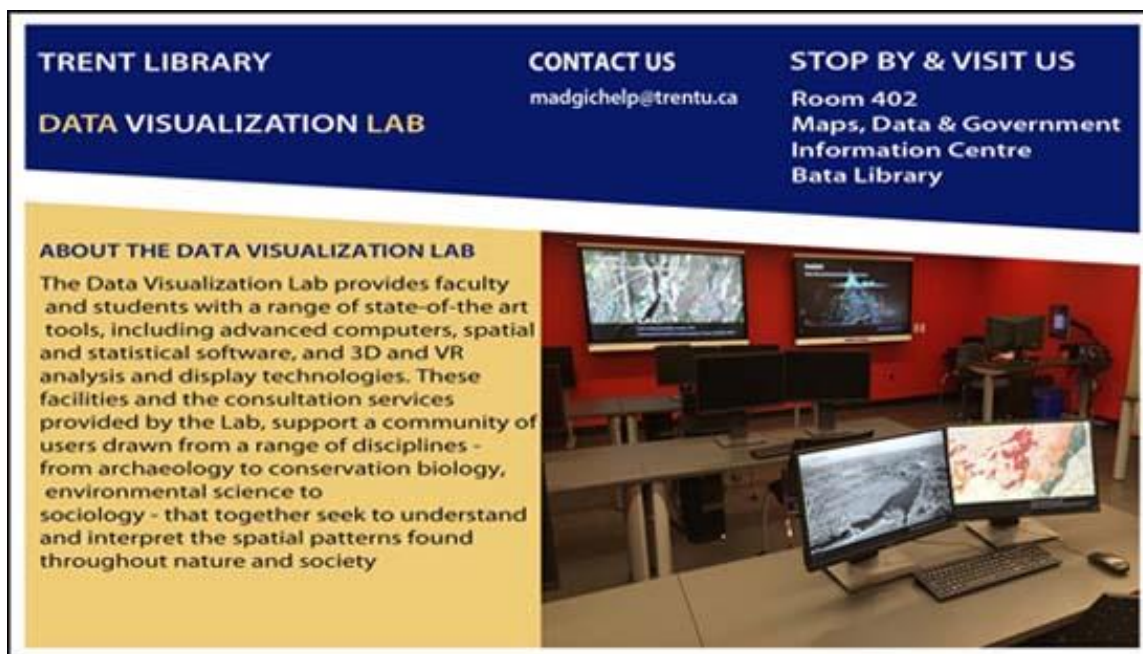 TRENT LIBRARY
DATA VISUALIZATION LAB
CONTACT US
madgichelp@trentu.ca
STOP BY & VISIT US
Room 402
Maps, Data & Government
Information Centre
Bata Library
ABOUT THE DATA VISUALIZATION LAB
The Data Visualization Lab provides faculty
and students with a range of state-of-the art
tools, including advanced computers, spatial
and statistical software, and 3D and VR
analysis and display technologies. These
facilities and the consultation services
provided by the Lab, support a community of
users drawn from a range of disciplines -
from archaeology to conservation biology,
environmental science to
sociology - that together seek to understand
and interpret the spatial patterns found
throughout nature and society